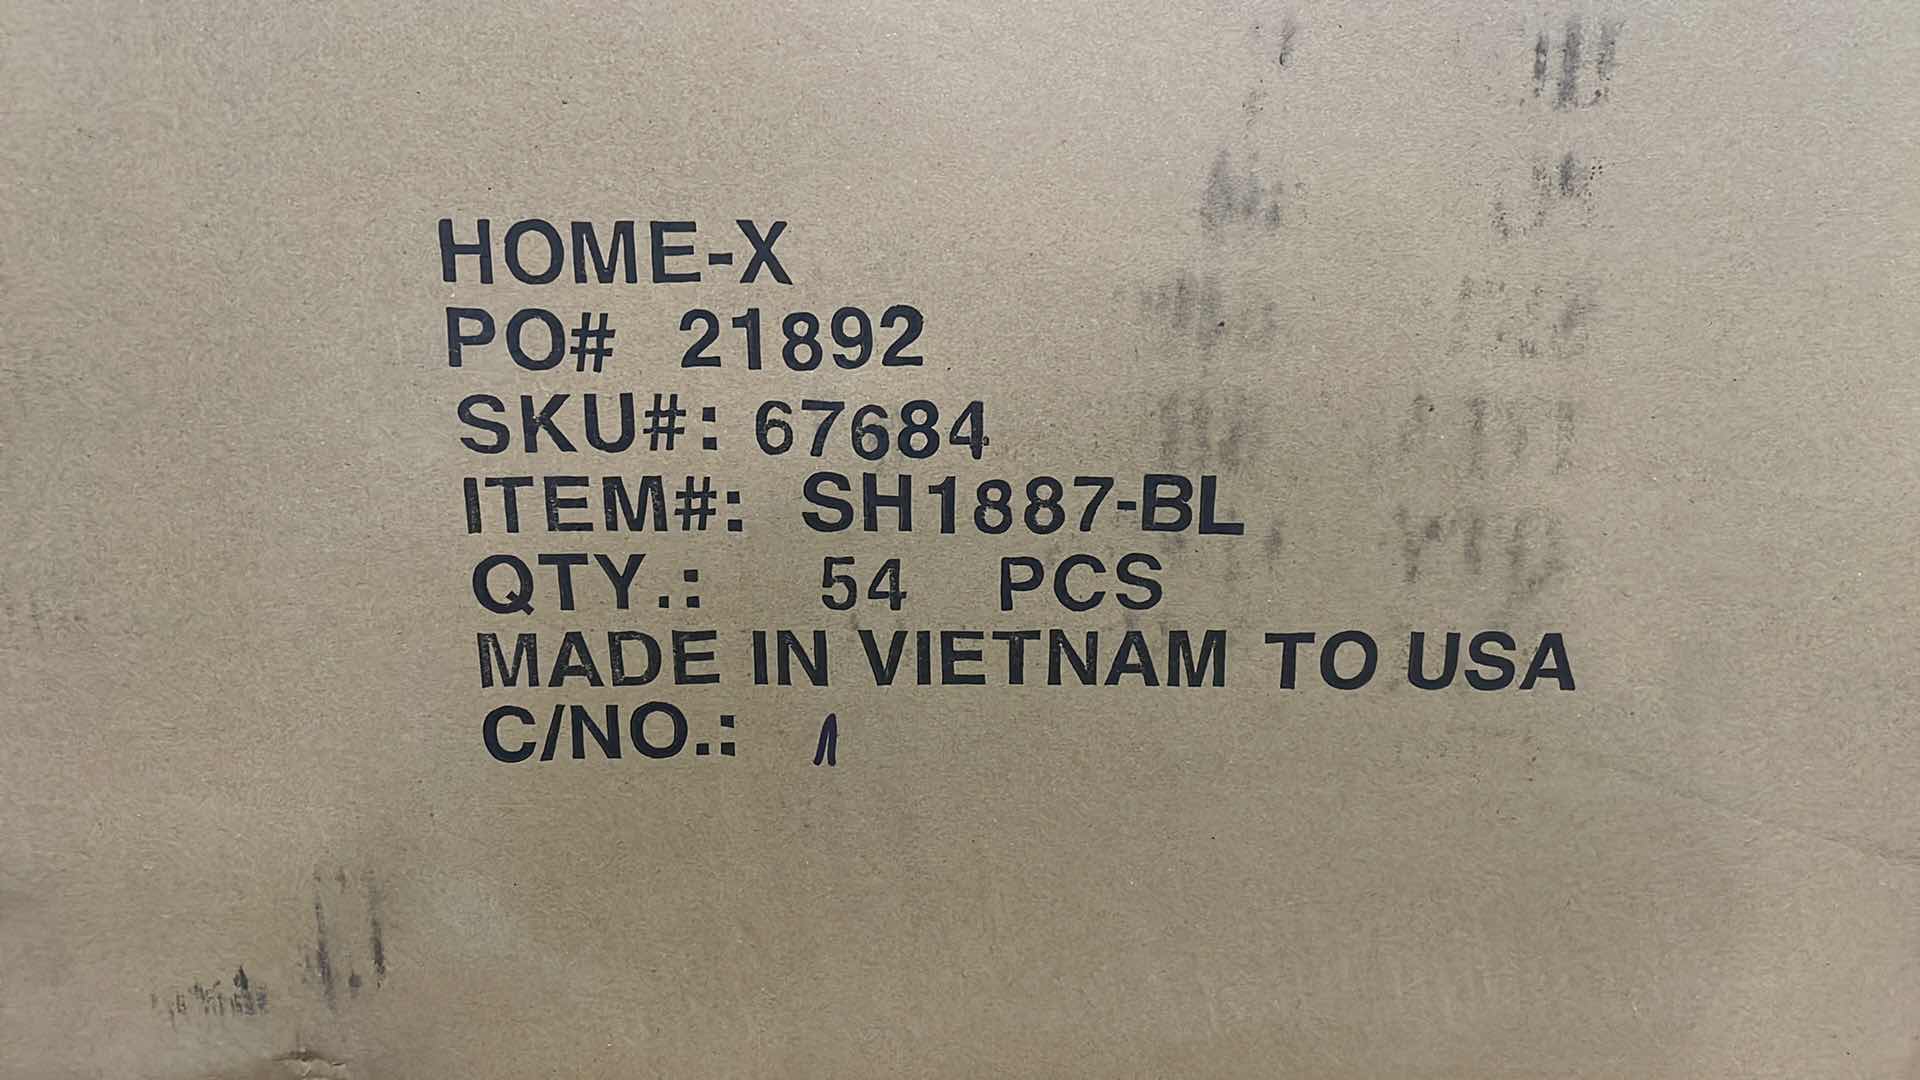 HOME-X
PO# 21892
SKU#: 67684
ITEM#: SH1887-BL
QTY.: 54 PCS
MADE IN VIETNAM TO USA
C/NO.: 1